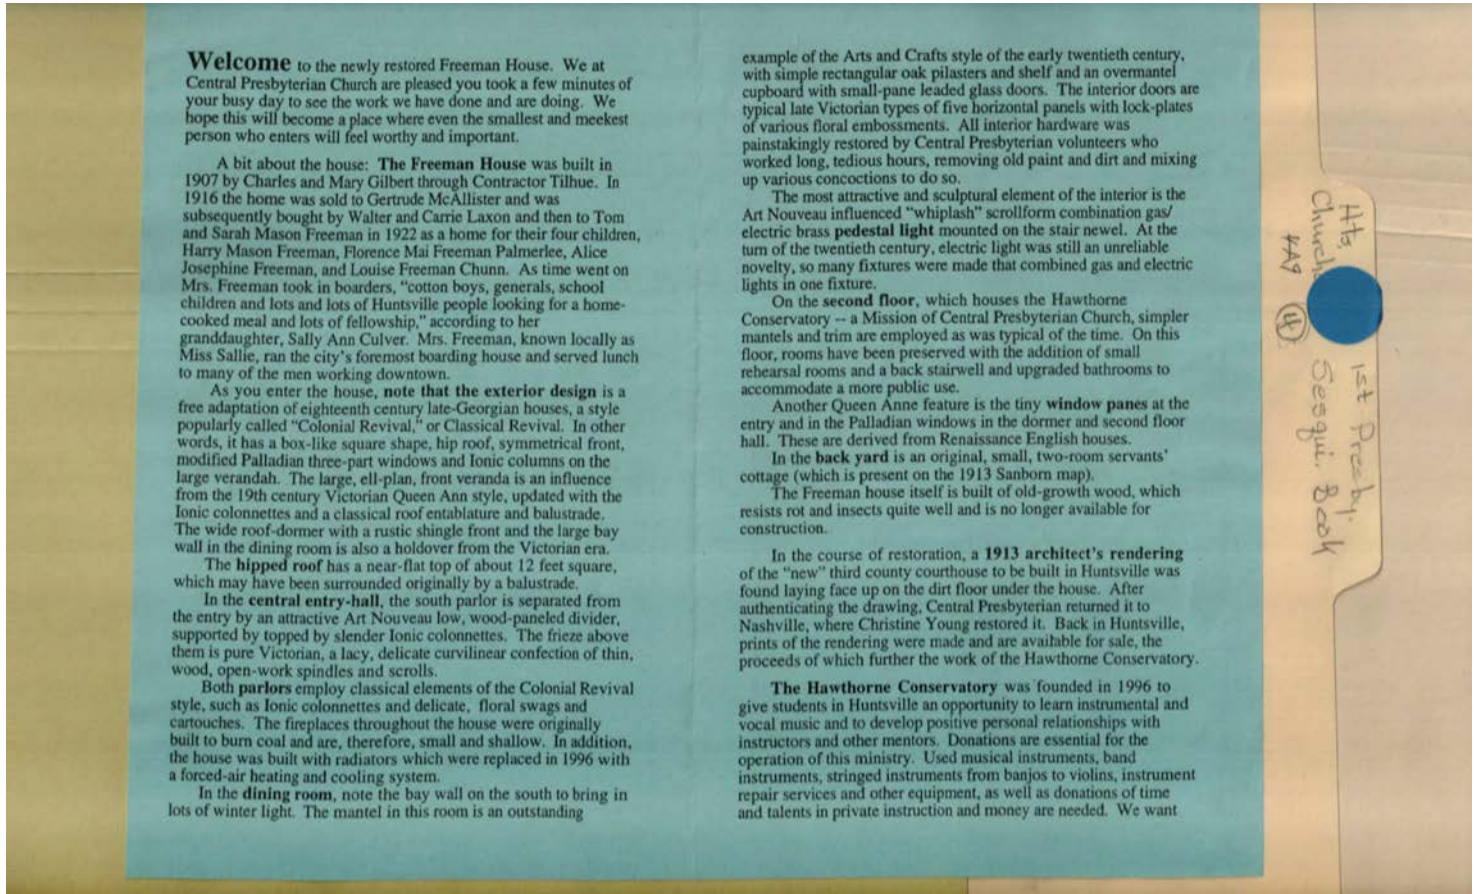 Welcome to the newly restored Freeman House. We at
Central Presbyterian Church are pleased you took a few minutes of
your busy day to see the work we have done and are doing. We
hope this will become a place where even the smallest and meekest
person who enters will feel worthy and important.
A bit about the house: The Freeman House was built in
1907 by Charles and Mary Gilbert through Contractor Tilhue. In
1916 the home was sold to Gertrude McAllister and was
subsequently bought by Walter and Carrie Laxon and then to Tom
and Sarah Mason Freeman in 1922 as a home for their four children,
Harry Mason Freeman, Florence Mai Freeman Palmerlee, Alice
Josephine Freeman, and Louise Freeman Chunn. As time went on
Mrs. Freeman took in boarders, "cotton boys, generals, school
children and lots and lots of Huntsville people looking for a home-
cooked meal and lots of fellowship," according to her
granddaughter, Sally Ann Culver. Mrs. Freeman, known locally as
Miss Sallie, ran the city's foremost boarding house and served lunch
to many of the men working downtown.
As you enter the house, note that the exterior design is a
free adaptation of eighteenth century late-Georgian houses, a style
popularly called "Colonial Revival," or Classical Revival. In other
words, it has a box-like square shape, hip roof, symmetrical front,
modified Palladian three-part windows and Ionic columns on the
large verandah. The large, ell-plan, front veranda is an influence
from the 19th century Victorian Queen Ann style, updated with the
Ionic colonnettes and a classical roof entablature and balustrade.
The wide roof-dormer with a rustic shingle front and the large bay
wall in the dining room is also a holdover from the Victorian era.
The hipped roof has a near-flat top of about 12 feet square,
which may have been surrounded originally by a balustrade.
In the central entry-hall, the south parlor is separated from
the entry by an attractive Art Nouveau low, wood-paneled divider,
supported by topped by slender Ionic colonnettes. The frieze above
them is pure Victorian, a lacy, delicate curvilinear confection of thin,
wood, open-work spindles and scrolls.
Both parlors employ classical elements of the Colonial Revival
style, such as Ionic colonnettes and delicate, floral swags and
cartouches. The fireplaces throughout the house were originally
built to burn coal and are, therefore, small and shallow. In addition,
the house was built with radiators which were replaced in 1996 with
a forced-air heating and cooling system.
In the dining room, note the bay wall on the south to bring in
lots of winter light. The mantel in this room is an outstanding
example of the Arts and Crafts style of the early twentieth century,
with simple rectangular oak pilasters and shelf and an overmantel
cupboard with small-pane leaded glass doors. The interior doors are
typical late Victorian types of five horizontal panels with lock-plates
of various floral embossments. All interior hardware was
painstakingly restored by Central Presbyterian volunteers who
worked long, tedious hours, removing old paint and dirt and mixing
up various concoctions to do so.
The most attractive and sculptural element of the interior is the
Art Nouveau influenced "whiplash" scrollform combination gas/
electric brass pedestal light mounted on the stair newel. At the
turn of the twentieth century, electric light was still an unreliable
novelty, so many fixtures were made that combined gas and electric
lights in one fixture.
On the second floor, which houses the Hawthorne
Conservatory -- a Mission of Central Presbyterian Church, simpler
mantels and trim are employed as was typical of the time. On this
floor, rooms have been preserved with the addition of small
rehearsal rooms and a back stairwell and upgraded bathrooms to
accommodate a more public use.
Another Queen Anne feature is the tiny window panes at the
entry and in the Palladian windows in the dormer and second floor
hall. These are derived from Renaissance English houses.
In the back yard is an original, small, two-room servants'
cottage (which is present on the 1913 Sanborn map).
The Freeman house itself is built of old-growth wood, which
resists rot and insects quite well and is no longer available for
construction.
In the course of restoration, a 1913 architect's rendering
of the "new" third county courthouse to be built in Huntsville was
found laying face up on the dirt floor under the house. After
authenticating the drawing, Central Presbyterian returned it to
Nashville, where Christine Young restored it. Back in Huntsville,
prints of the rendering were made and are available for sale, the
proceeds of which further the work of the Hawthorne Conservatory.
The Hawthorne Conservatory was founded in 1996 to
give students in Huntsville an opportunity to learn instrumental and
vocal music and to develop positive personal relationships with
instructors and other mentors. Donations are essential for the
operation of this ministry. Used musical instruments, band
instruments, stringed instruments from banjos to violins, instrument
repair services and other equipment, as well as donations of time
and talents in private instruction and money are needed. We want
1st Presby.
Church Sesqui. Book